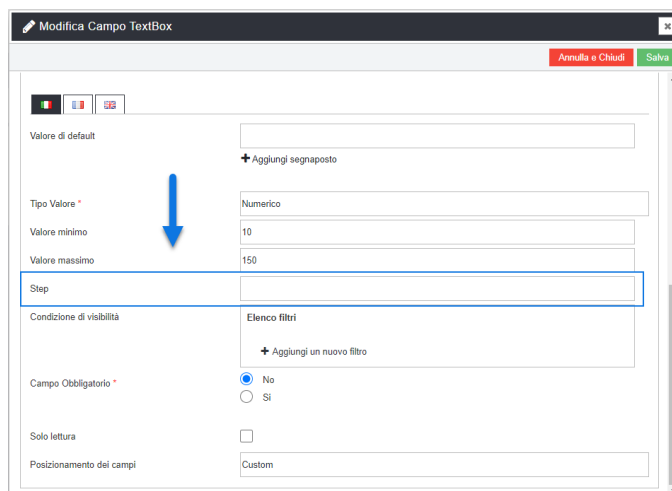 Modifica Campo TextBox
Annulla e Chiudi Salva
Valore di default
Aggiungi segnaposto
Tipo Valore * Numerico
Valore minimo 10
Valore massimo 150
Step
Condizione di visibilità Elenco filtri
Aggiungi un nuovo filtro
Campo Obbligatorio * No
Si
Solo lettura
Posizionamento dei campi Custom